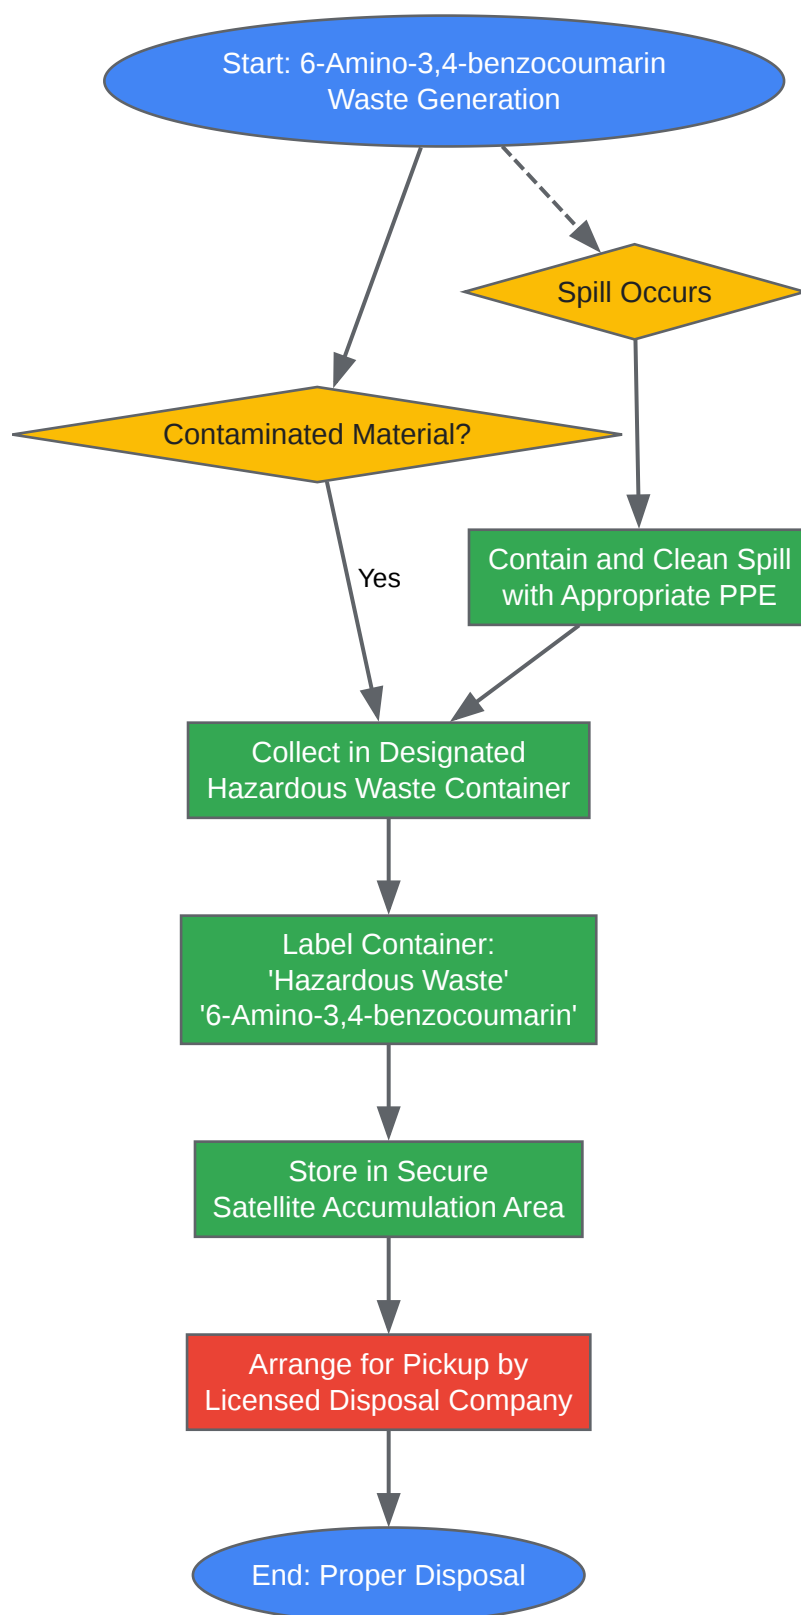 Start: 6-Amino-3,4-benzocoumarin
Waste Generation
Spill Occurs
Contaminated Material?
Contain and Clean Spill
with Appropriate PPE
Yes
Collect in Designated
Hazardous Waste Container
Label Container:
'Hazardous Waste'
'6-Amino-3,4-benzocoumarin'
Store in Secure
Satellite Accumulation Area
Arrange for Pickup by
Licensed Disposal Company
End: Proper Disposal